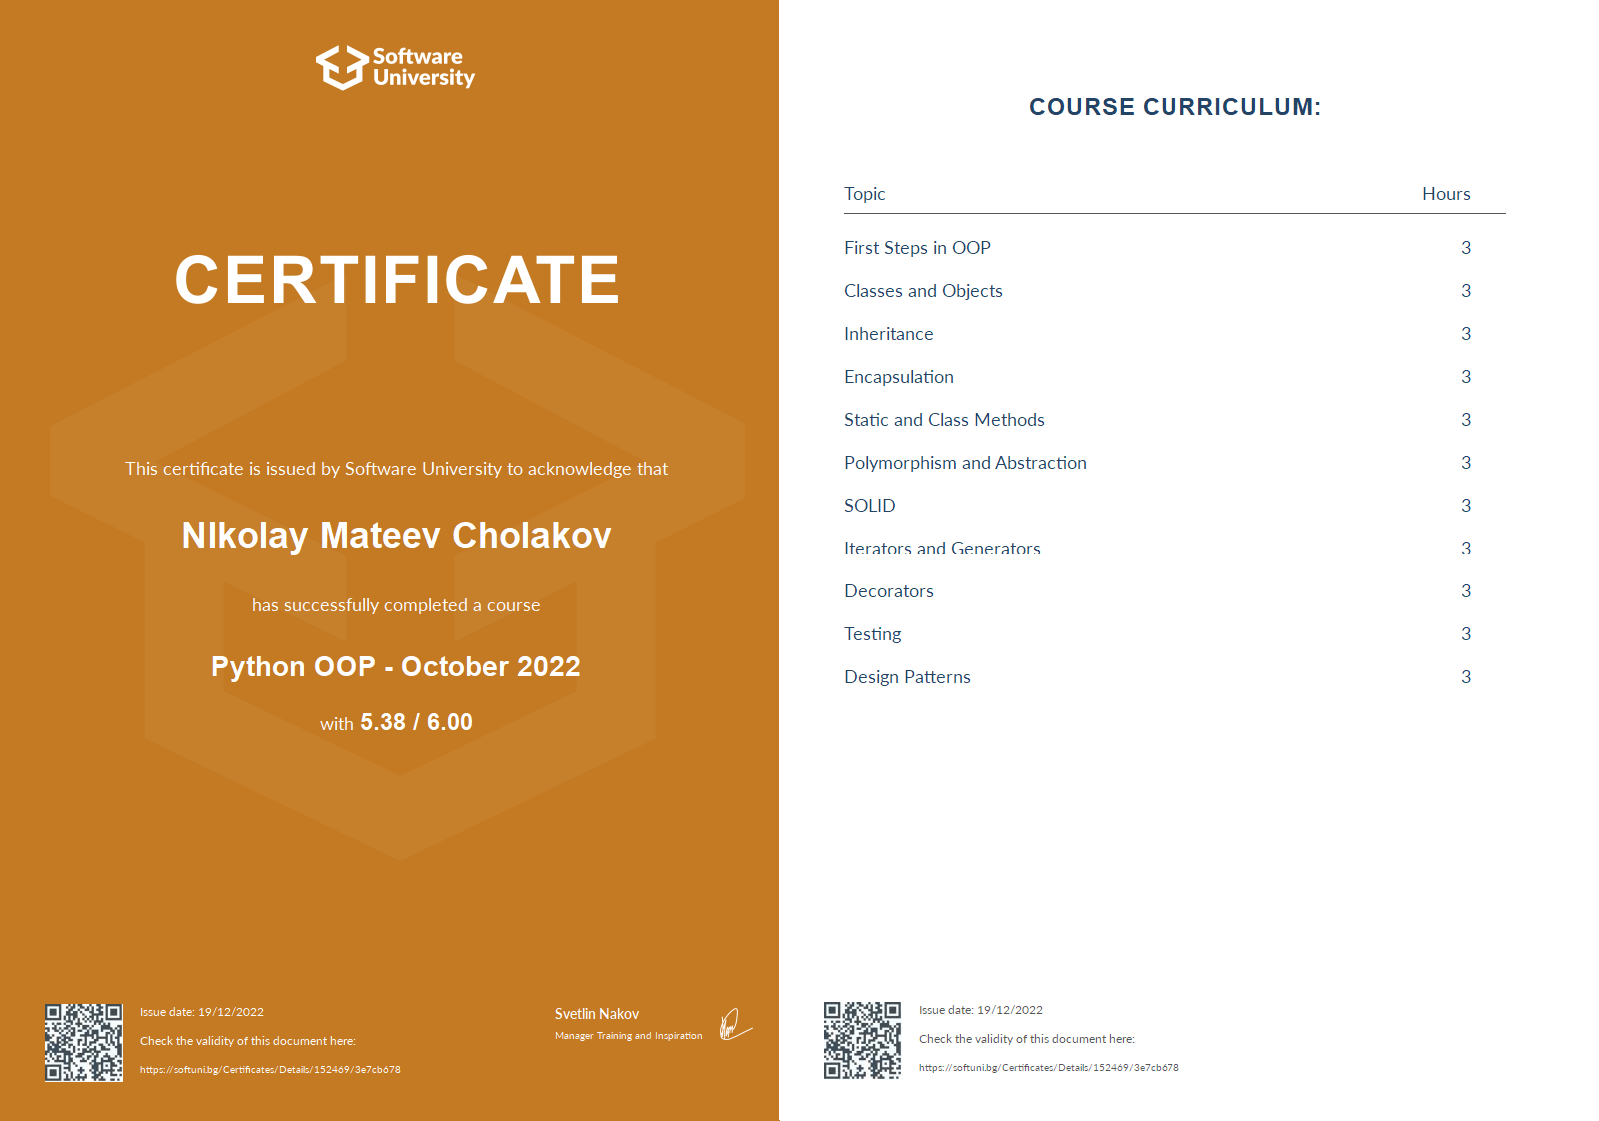 Software
University
CERTIFICATE
This certificate is issued by Software University to acknowledge that
NIkolay Mateev Cholakov
has successfully completed a course
Python OOP - October 2022
with 5.38 / 6.00
Issue date: 19/12/2022
Check the validity of this document here:
https://softuni.bg/Certificates/Details/152469/3e7cb678
Svetlin Nakov
Manager Training and Inspiration
COURSE CURRICULUM:
Topic Hours
First Steps in OOP 3
Classes and Objects 3
Inheritance 3
Encapsulation 3
Static and Class Methods 3
Polymorphism and Abstraction 3
SOLID 3
Iterators and Generators 3
Decorators 3
Testing 3
Design Patterns 3
Issue date: 19/12/2022
Check the validity of this document here:
https://softuni.bg/Certificates/Details/152469/3e7cb678